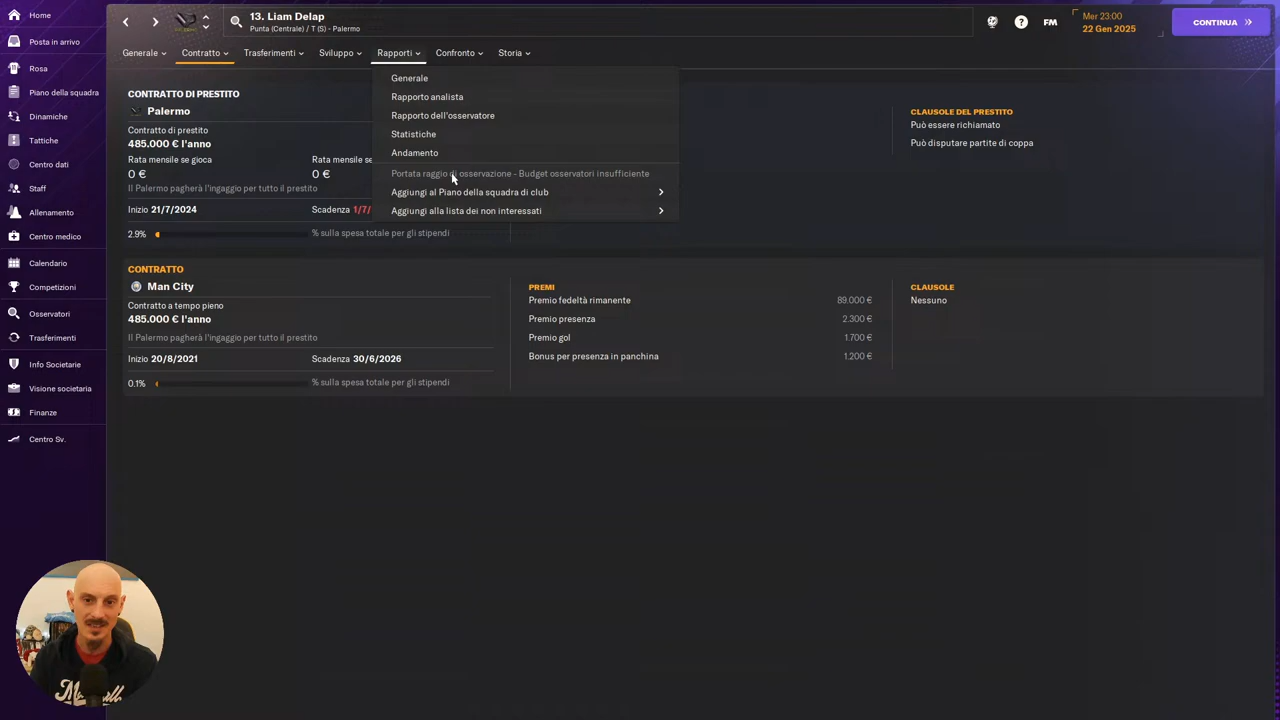 Home
Posta in arrivo
Rosa
Piano della squadra
Dinamiche
Tattiche
Centro dati
Staff
Allenamento
Centro medico
Calendario
Competizioni
Osservatori
Trasferimenti
Info Societarie
Visione societaria
Finanze
Centro Sv.
13. Liam Delap
Punta (Centrale) / T (S) - Palermo
FM
Mer 23:00
22 Gen 2025
CONTINUA
Generale
Contratto
Trasferimenti
Sviluppo
Rapporti
Confronto
Storia
Generale
Rapporto analista
Rapporto dell'osservatore
Statistiche
Andamento
Portata raggio di osservazione - Budget osservatori insufficiente
Aggiungi al Piano della squadra di club
Aggiungi alla lista dei non interessati
CONTRATTO DI PRESTITO
Palermo
Contratto di prestito
485.000 € l'anno
Rata mensile se gioca
0 €
Rata mensile se
0 €
Il Palermo pagherà l'ingaggio per tutto il prestito
Inizio 21/7/2024
Scadenza 1/7/
2.9%
% sulla spesa totale per gli stipendi
CLAUSOLE DEL PRESTITO
Può essere richiamato
Può disputare partite di coppa
CONTRATTO
Man City
Contratto a tempo pieno
485.000 € l'anno
Il Palermo pagherà l'ingaggio per tutto il prestito
Inizio 20/8/2021
Scadenza 30/6/2026
0.1%
% sulla spesa totale per gli stipendi
PREMI
Premio fedeltà rimanente 89.000 €
Premio presenza 2.300 €
Premio gol 1.700 €
Bonus per presenza in panchina 1.200 €
CLAUSOLE
Nessuno